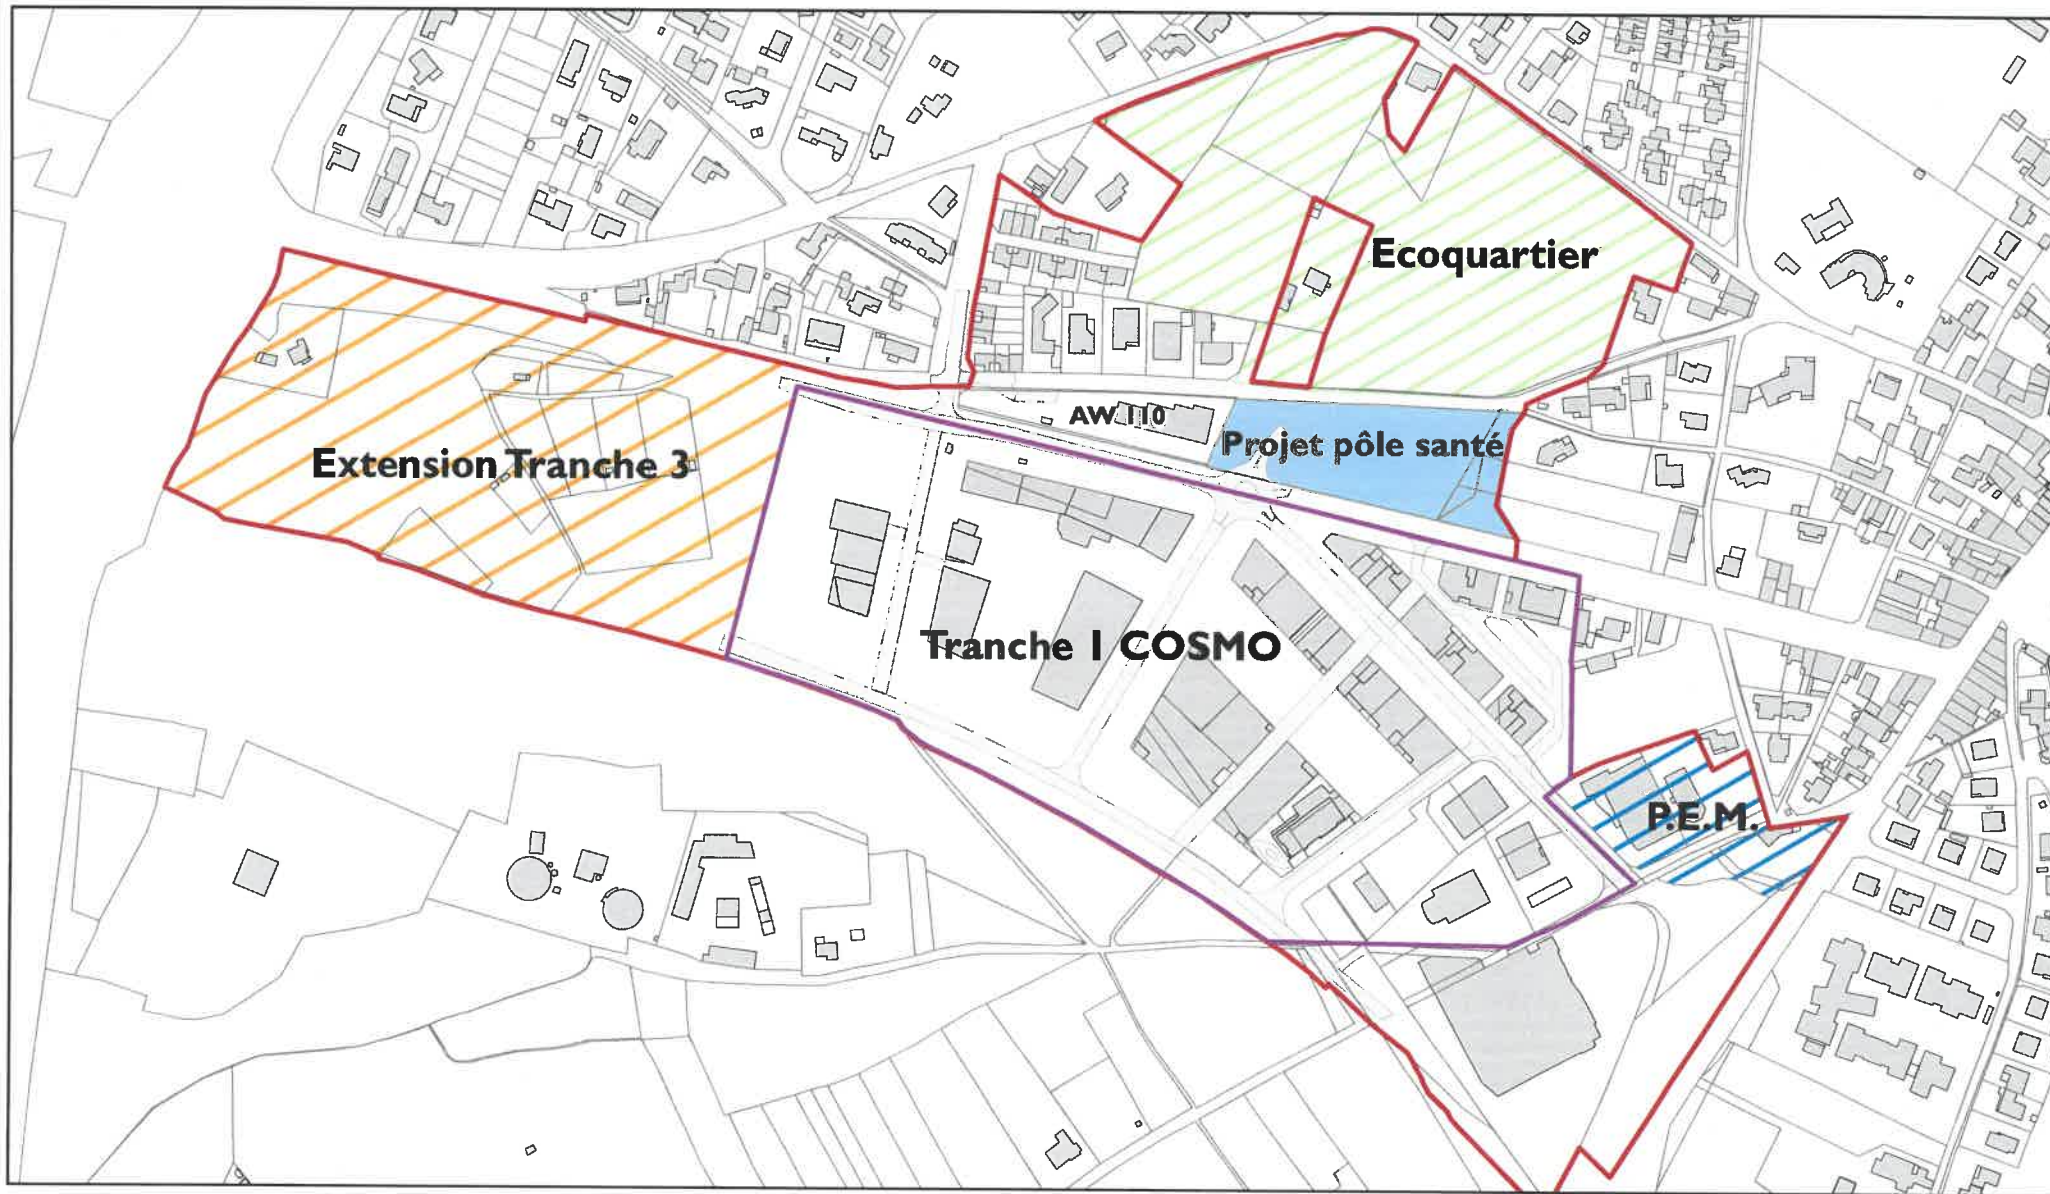 Ecoquartier
AW 110
Projet pôle santé
Extension Tranche 3
Tranche 1 COSMO
P.E.M.